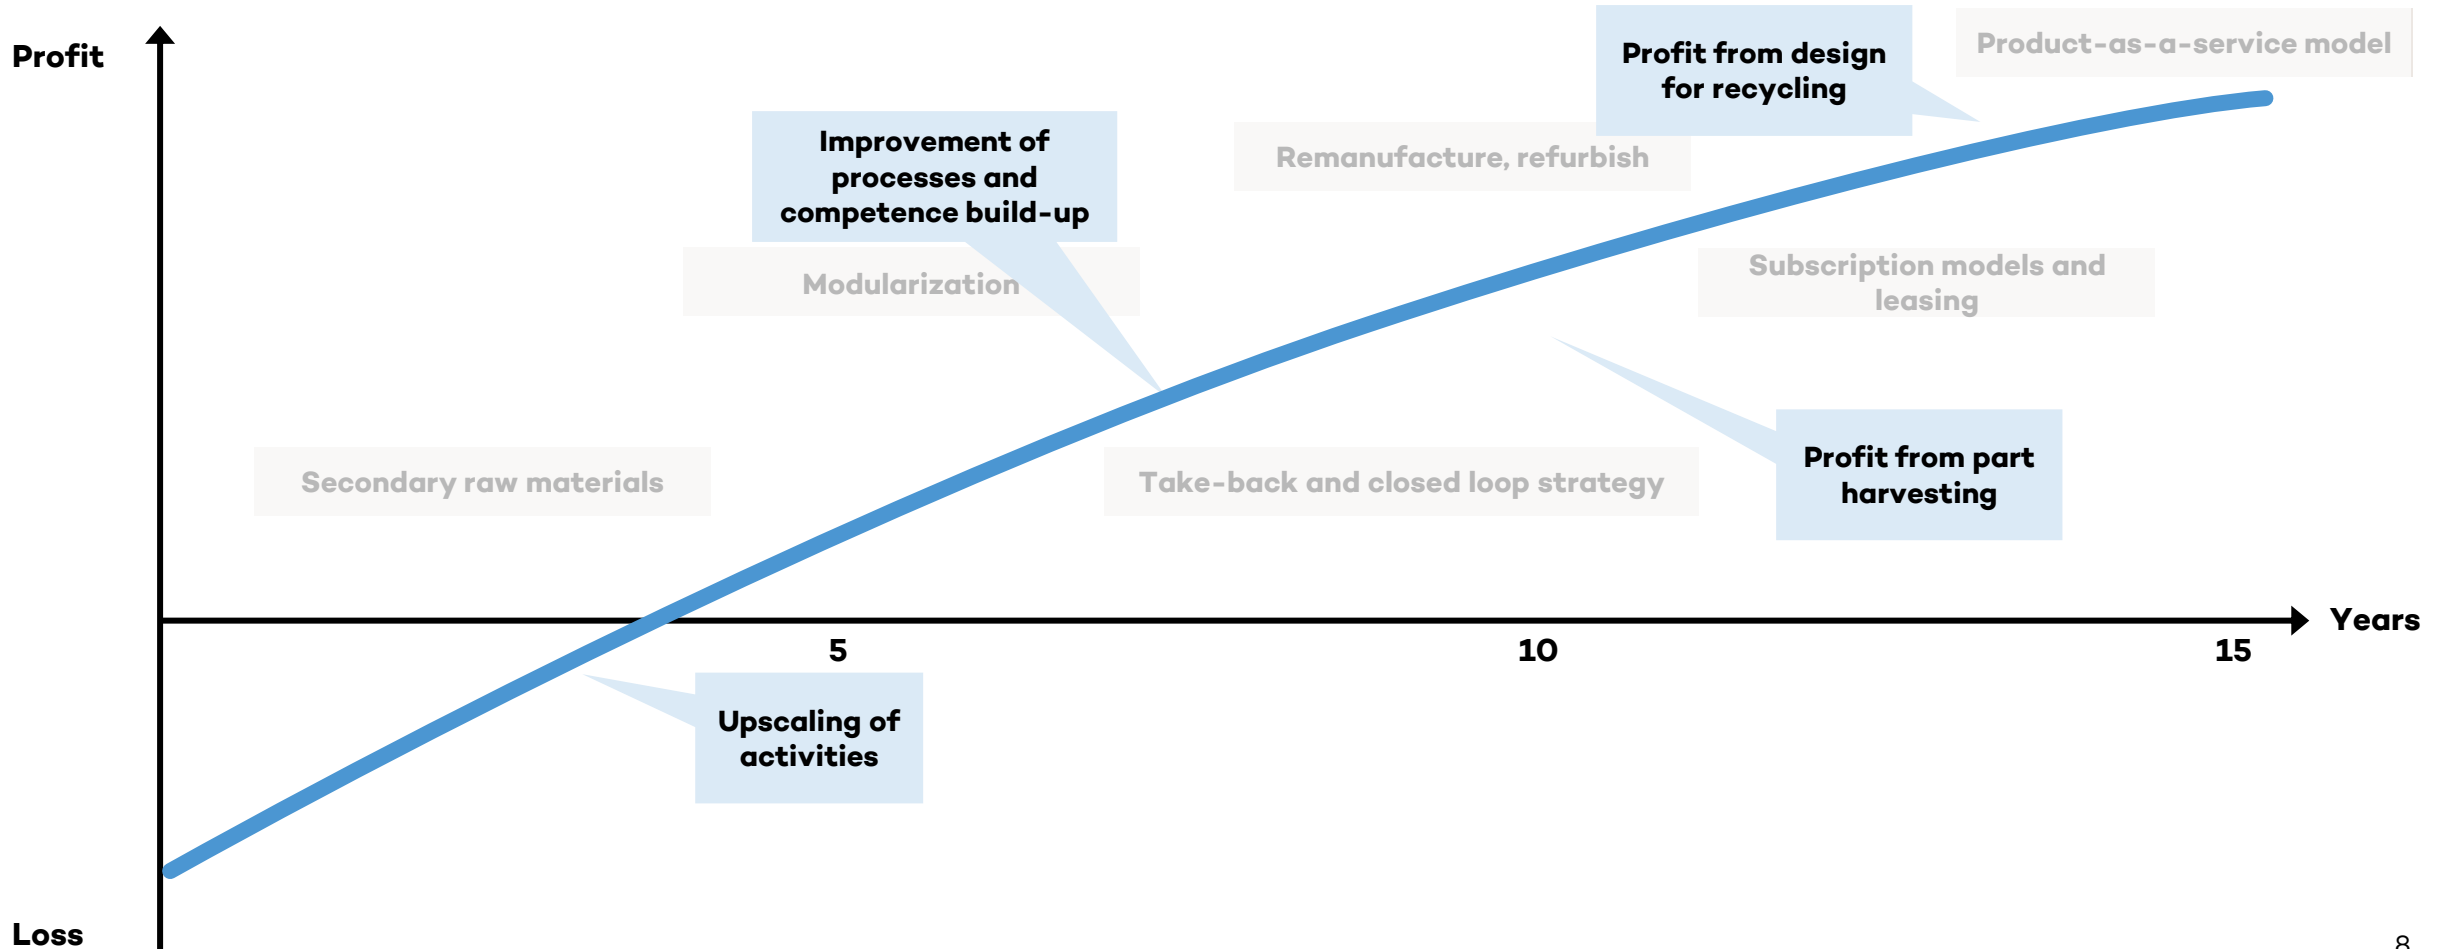 Profit
Product-as-a-service model
Profit from design
for recycling
Improvement of
processes and
competence build-up
Remanufacture, refurbish
Modularization
Subscription models and
leasing
Secondary raw materials
Take-back and closed loop strategy
Profit from part
harvesting
Years
5
10
15
Upscaling of
activities
Loss
8